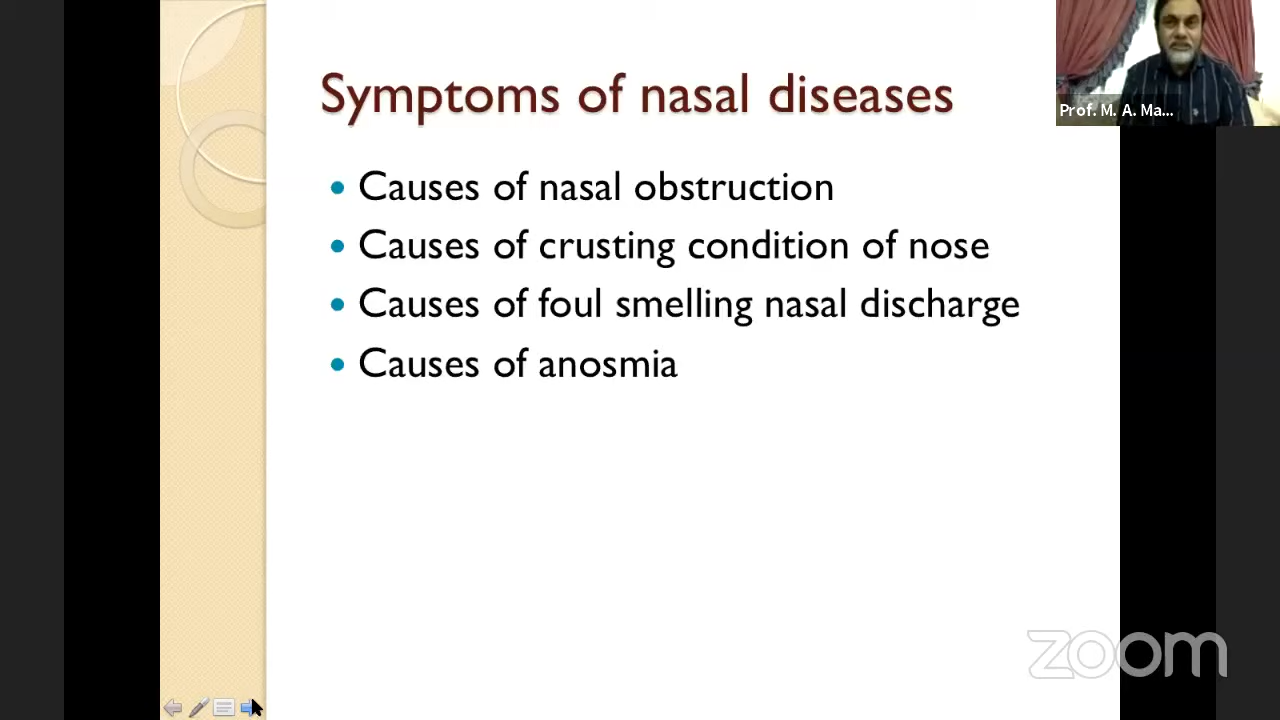 Symptoms of nasal diseases
Prof. M. A. Ma...
Causes of nasal obstruction
Causes of crusting condition of nose
Causes of foul smelling nasal discharge
Causes of anosmia
zoom